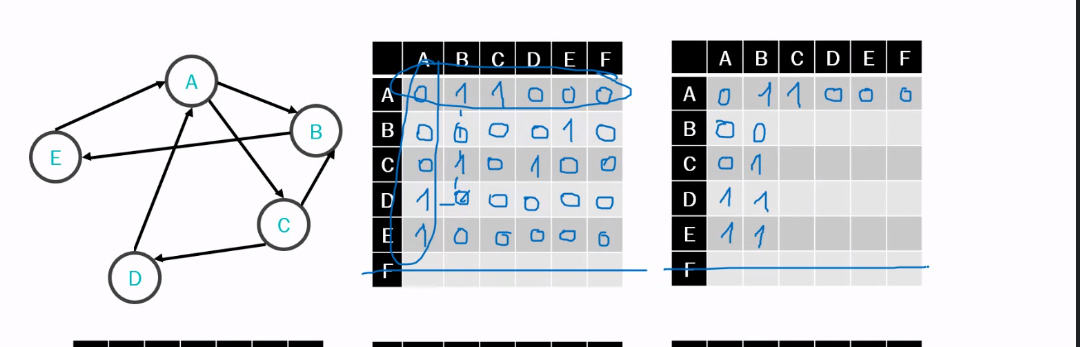 A
B
E
C
D
A B C D E F
A 0 1 1 0 0 0
B 0 0 0 0 1 0
C 0 1 0 1 0 0
D 1 0 0 0 0 0
E 1 0 0 0 0 0
F
A B C D E F
A 0 1 1 0 0 0
B 0 0
C 0 1
D 1 1
E 1 1
F